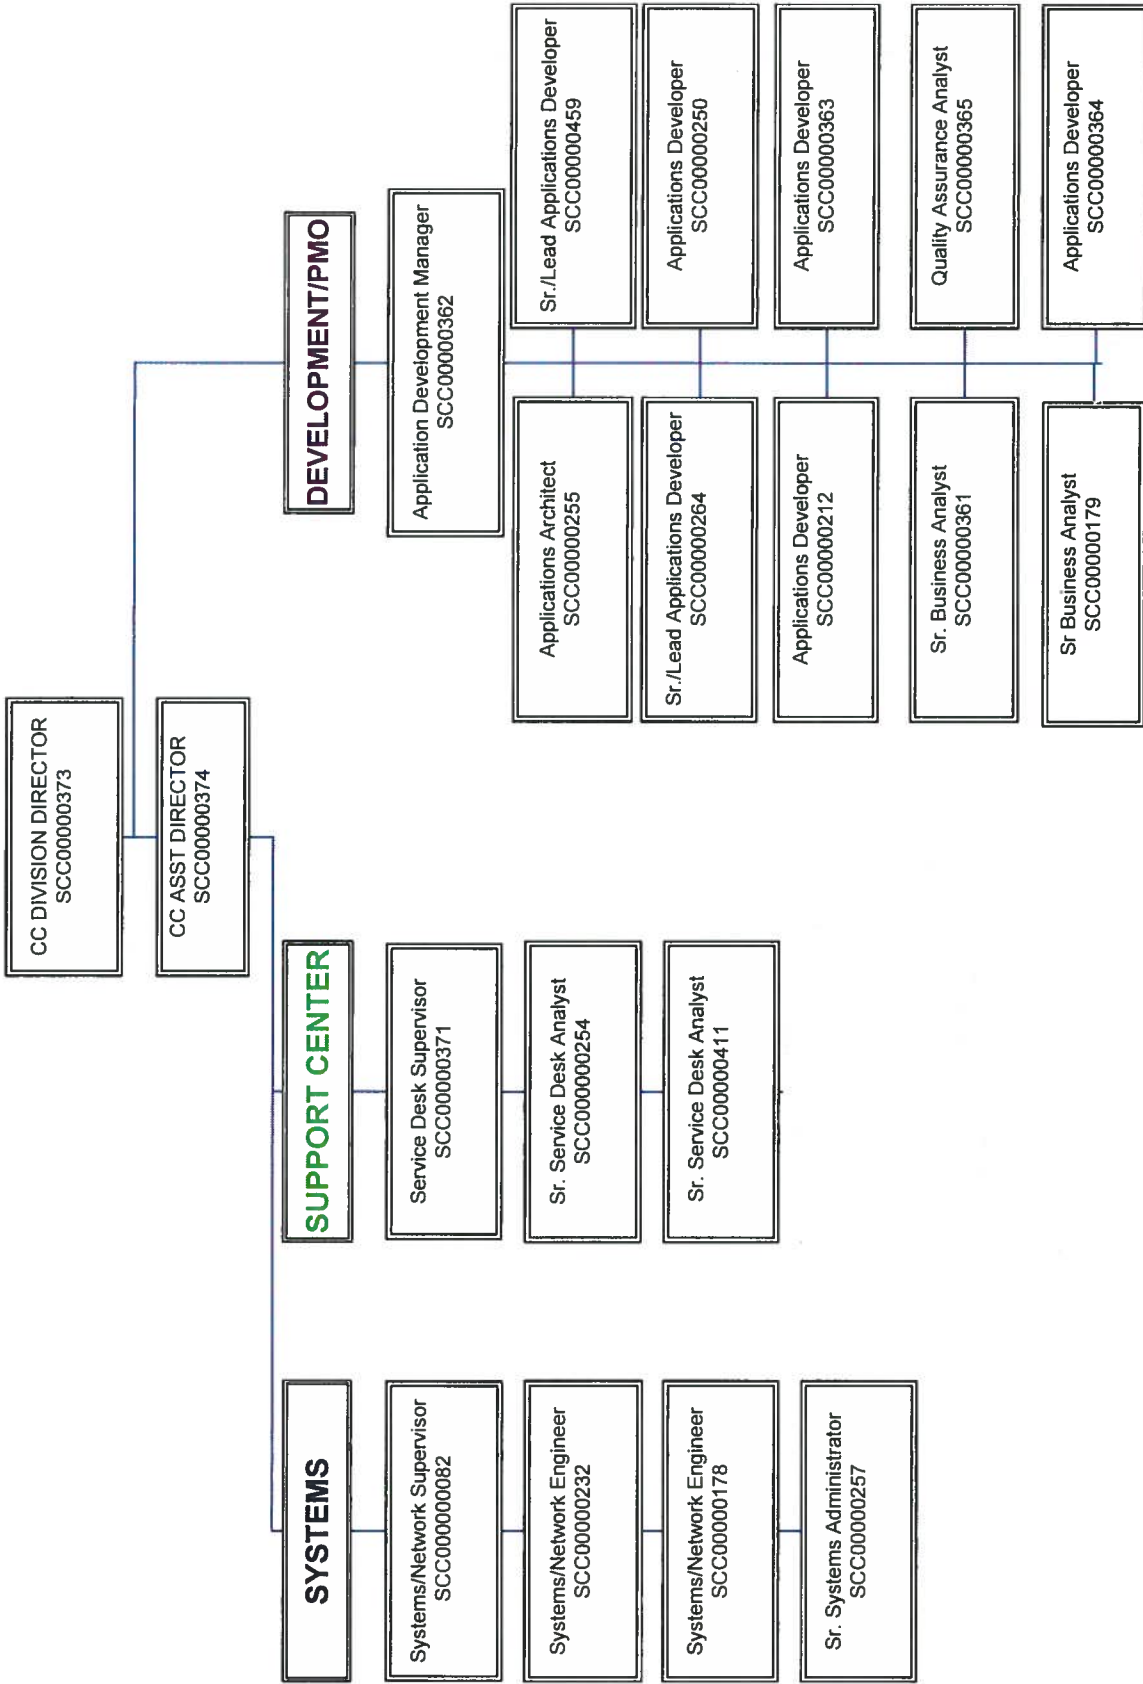 CC DIVISION DIRECTOR
SCC00000373
CC ASST DIRECTOR
SCC00000374
SYSTEMS
Systems/Network Supervisor
SCC000000082
Systems/Network Engineer
SCC00000232
Systems/Network Engineer
SCC00000178
Sr. Systems Administrator
SCC00000257
SUPPORT CENTER
Service Desk Supervisor
SCC00000371
Sr. Service Desk Analyst
SCC000000254
Sr. Service Desk Analyst
SCC00000411
DEVELOPMENT/PMO
Application Development Manager
SCC00000362
Applications Architect
SCC00000255
Sr./Lead Applications Developer
SCC00000459
Sr./Lead Applications Developer
SCC00000264
Applications Developer
SCC00000250
Applications Developer
SCC00000212
Applications Developer
SCC00000363
Sr. Business Analyst
SCC00000361
Quality Assurance Analyst
SCC00000365
Sr Business Analyst
SCC00000179
Applications Developer
SCC00000364